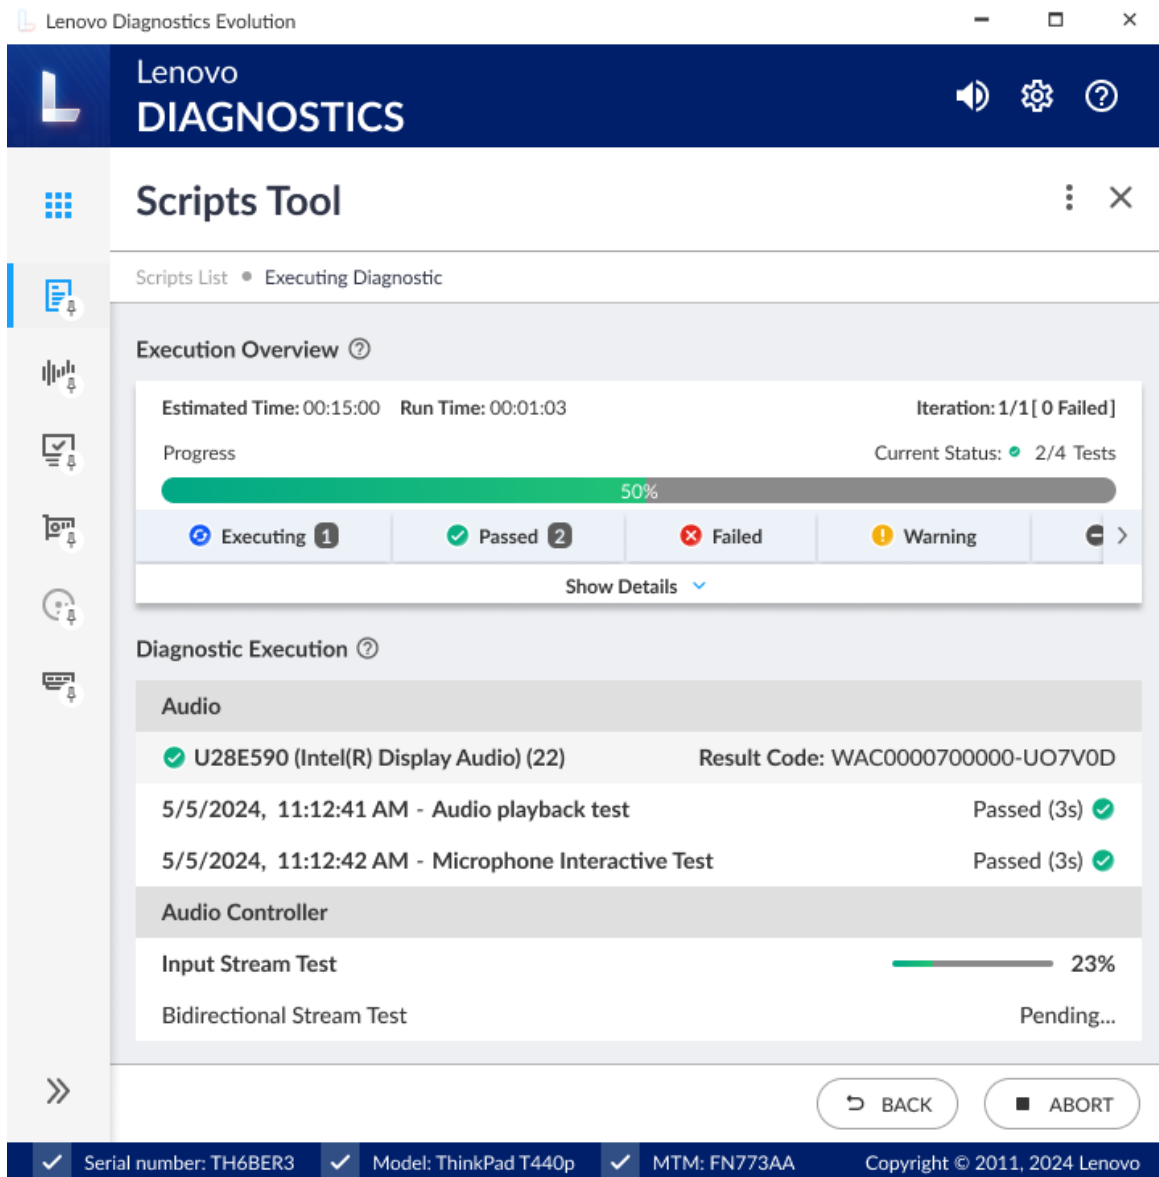 Lenovo Diagnostics Evolution
Lenovo
DIAGNOSTICS
Scripts Tool
Scripts List • Executing Diagnostic
Execution Overview
Estimated Time: 00:15:00 Run Time: 00:01:03 Iteration: 1/1 [ 0 Failed]
Progress Current Status: 2/4 Tests
50%
Executing 1 Passed 2 Failed Warning
Show Details
Diagnostic Execution
Audio
U28E590 (Intel(R) Display Audio) (22) Result Code: WAC0000700000-UO7V0D
5/5/2024, 11:12:41 AM - Audio playback test Passed (3s)
5/5/2024, 11:12:42 AM - Microphone Interactive Test Passed (3s)
Audio Controller
Input Stream Test 23%
Bidirectional Stream Test Pending...
BACK ABORT
Serial number: TH6BER3 Model: ThinkPad T440p MTM: FN773AA Copyright © 2011, 2024 Lenovo